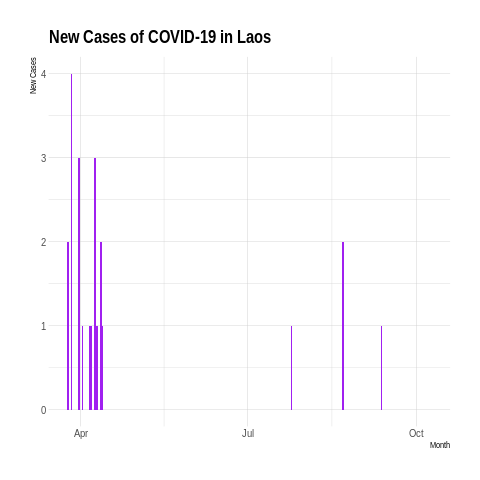 New Cases of COVID-19 in Laos
New Cases
4
3
2
1
0
Apr
Jul
Oct
Month